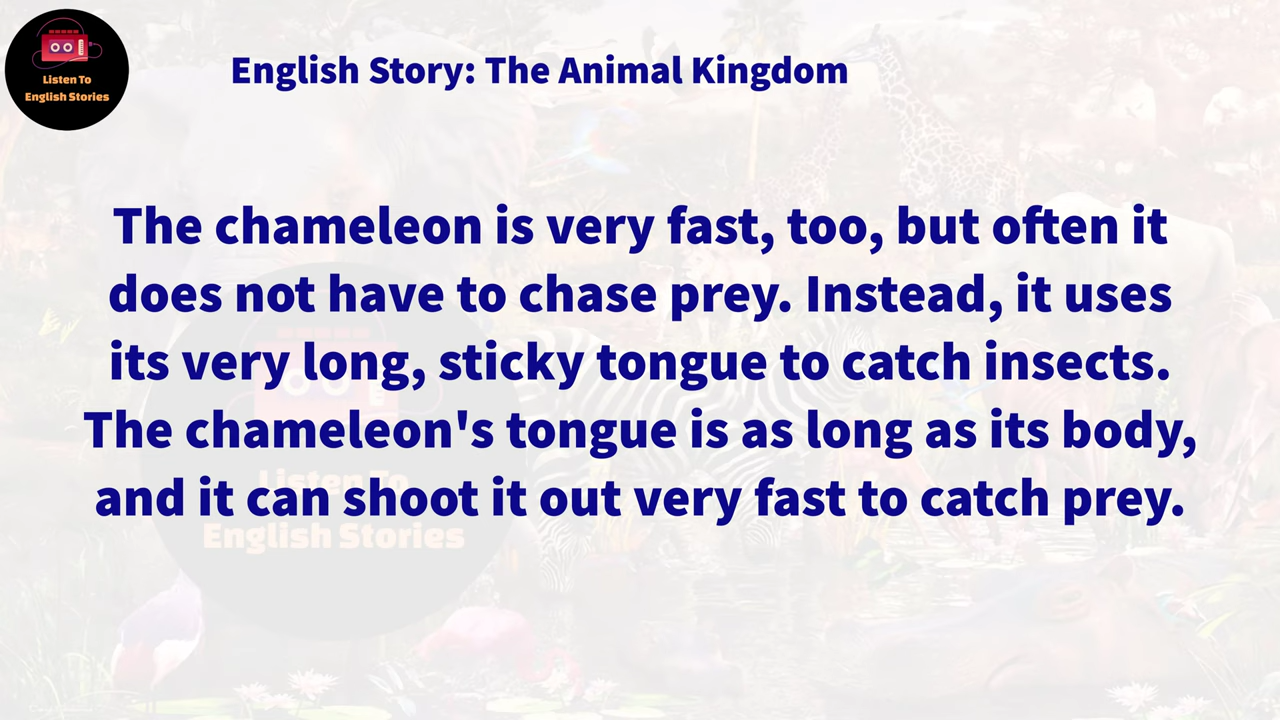 Listen To
English Stories
English Story: The Animal Kingdom
The chameleon is very fast, too, but often it
does not have to chase prey. Instead, it uses
its very long, sticky tongue to catch insects.
The chameleon's tongue is as long as its body,
and it can shoot it out very fast to catch prey.
Listen To
English Stories